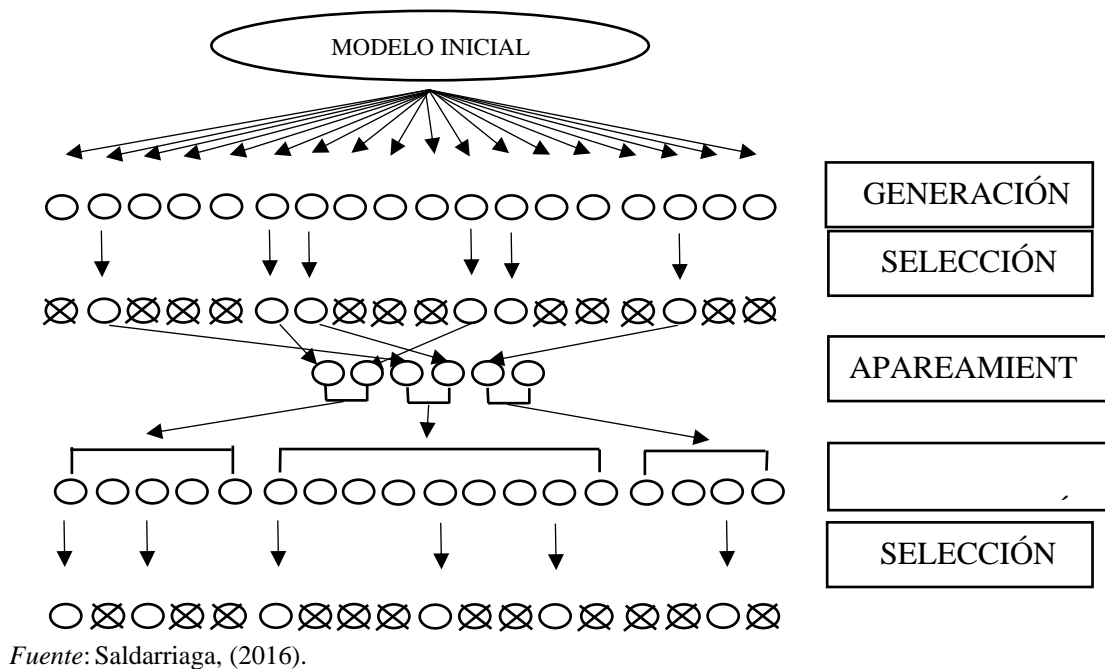 MODELO INICIAL
GENERACIÓN
SELECCIÓN
APAREAMIENT
SELECCIÓN
Fuente: Saldarriaga, (2016).